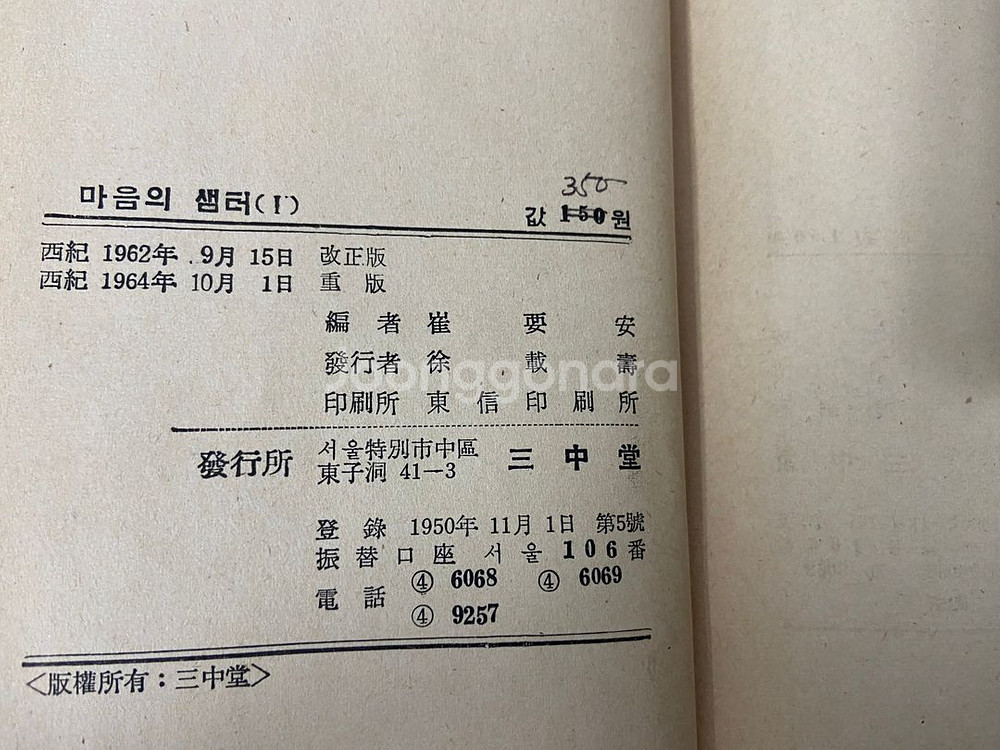 마음의 샘터(I)
350
값 150원
西紀 1962年 9月 15日 改正版
西紀 1964年 10月 1日 重版
編者 崔要安
發行者 徐載壽
印刷所 東信印刷所
發行所 서울特別市中區 三中堂
東子洞 41-3
登錄 1950年 11月 1日 第5號
振替口座 서울 106番
電話 ④ 6068 ④ 6069
④ 9257
<版權所有：三中堂>
joonggonara